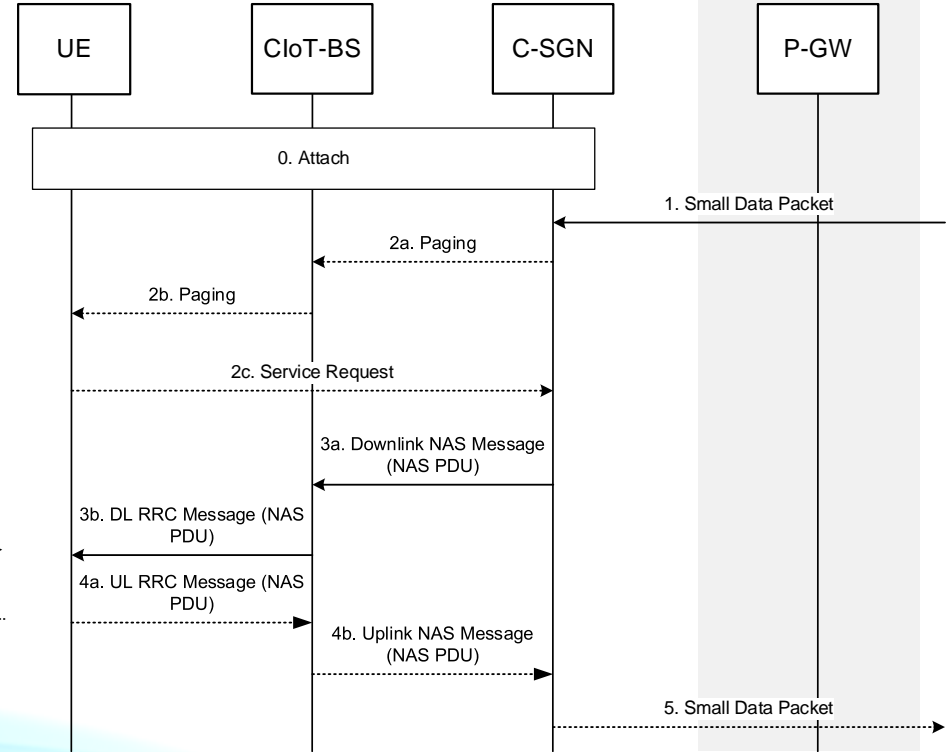 UE
CIoT-BS
C-SGN
P-GW
0. Attach
1. Small Data Packet
2a. Paging
2b. Paging
2c. Service Request
3a. Downlink NAS Message
(NAS PDU)
3b. DL RRC Message (NAS
PDU)
4a. UL RRC Message (NAS
PDU)
4b. Uplink NAS Message
(NAS PDU)
5. Small Data Packet